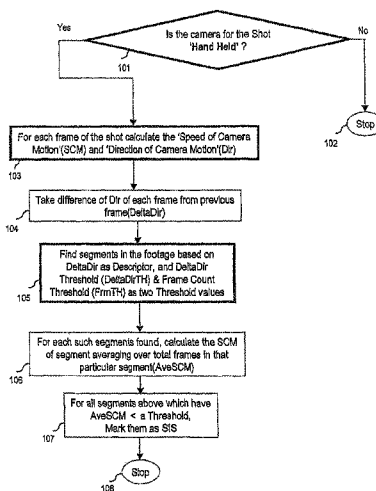 Yes
Is the camera for the Shot
'Hand Held' ?
No
101
Stop
102
For each frame of the shot calculate the 'Speed of Camera
Motion'(SCM) and 'Direction of Camera Motion'(Dir)
103
Take difference of Dir of each frame from previous
frame(DeltaDir)
104
Find segments in the footage based on
DeltaDir as Descriptor, and DeltaDir
Threshold (DeltaDirTH) & Frame Count
Threshold (FrmTH) as two Threshold values
105
For each such segments found, calculate the SCM
of segment averaging over total frames in that
particular segment(AveSCM)
106
For all segments above which have
AveSCM < a Threshold,
Mark them as SIS
107
Stop
108